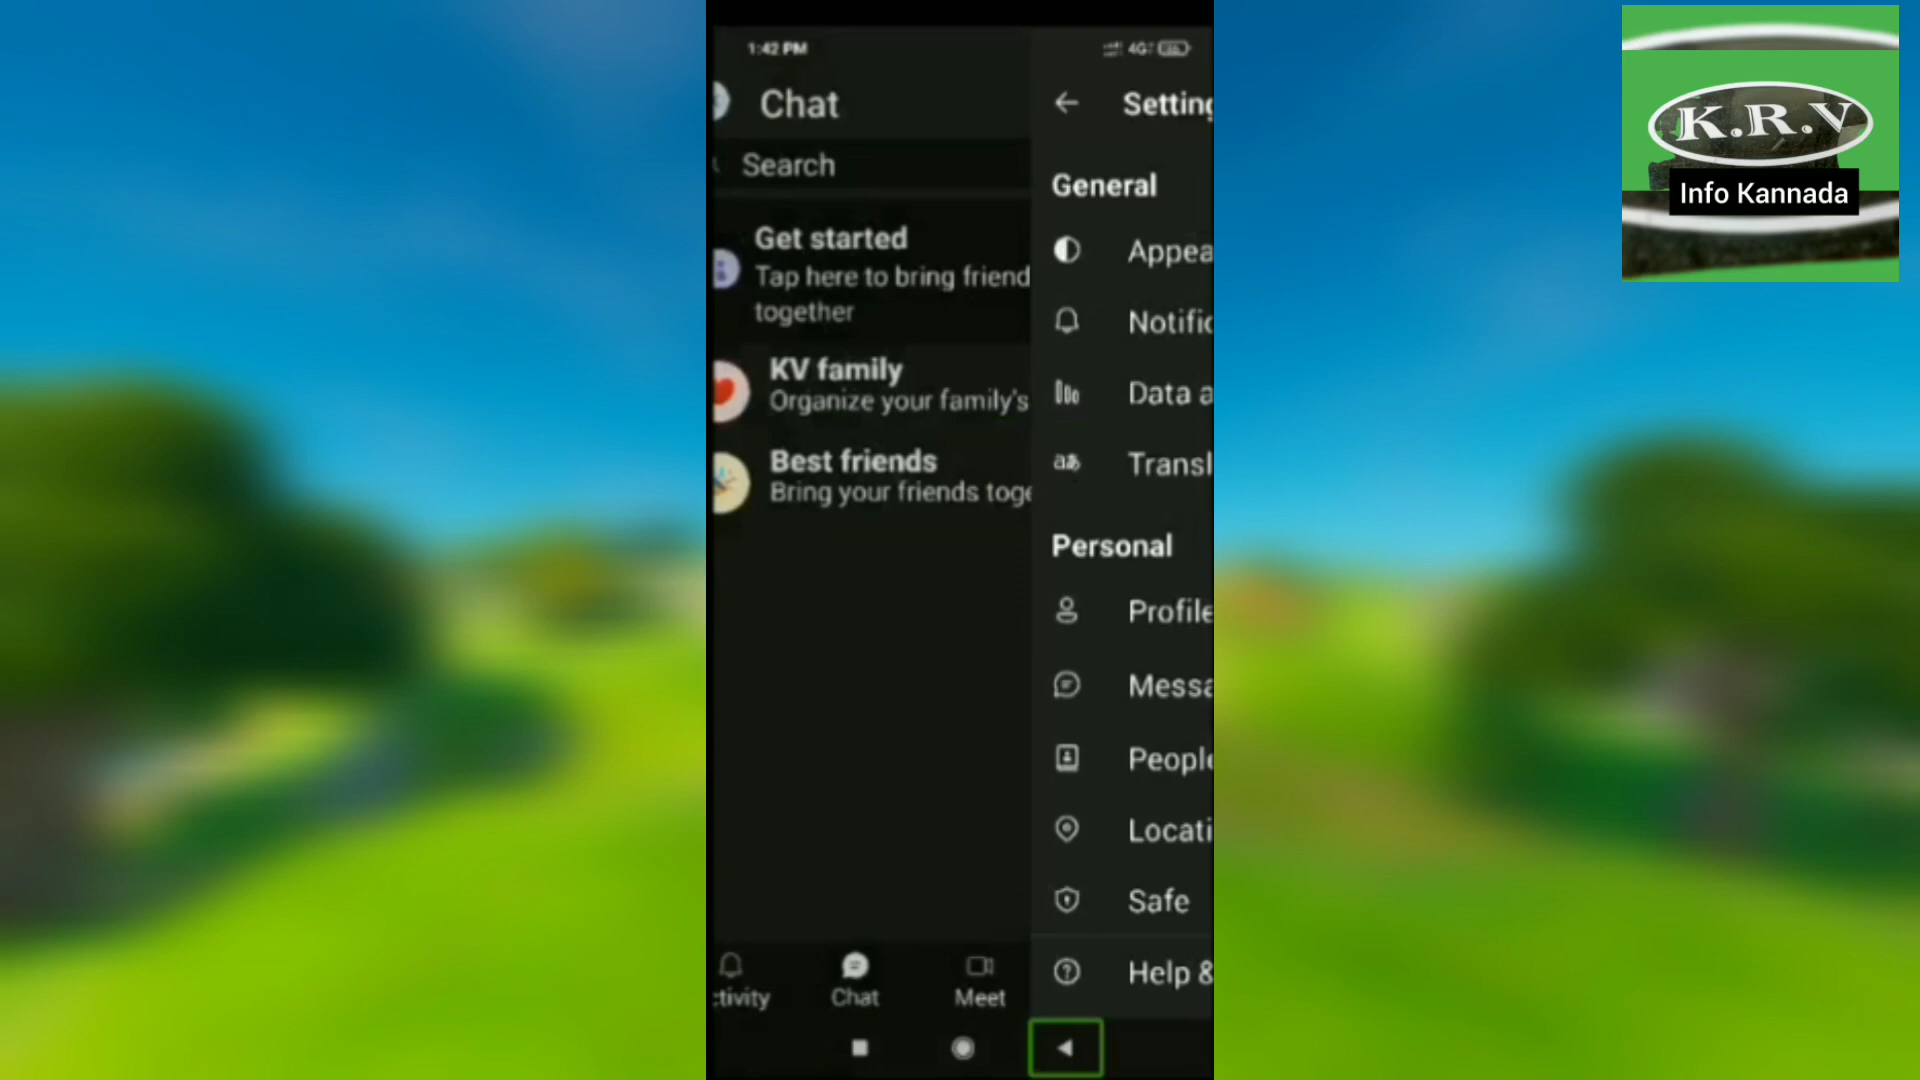 1:42 PM
4G
Chat
Search
Get started
Tap here to bring friend
together
KV family
Organize your family's
Best friends
Bring your friends toge
ctivity
Chat
Meet
Setting
General
Appea
Notific
Data a
Transl
Personal
Profile
Messa
People
Locati
Safe
Help &
K.R.V
Info Kannada